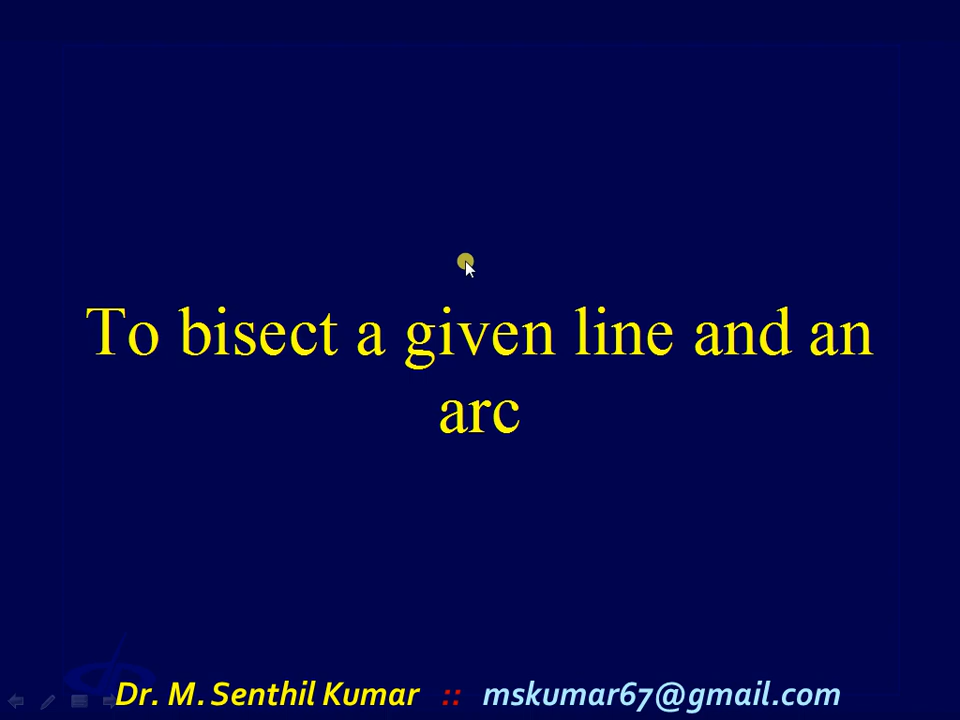 To bisect a given line and an
arc
Dr. M. Senthil Kumar :: mskumar67@gmail.com